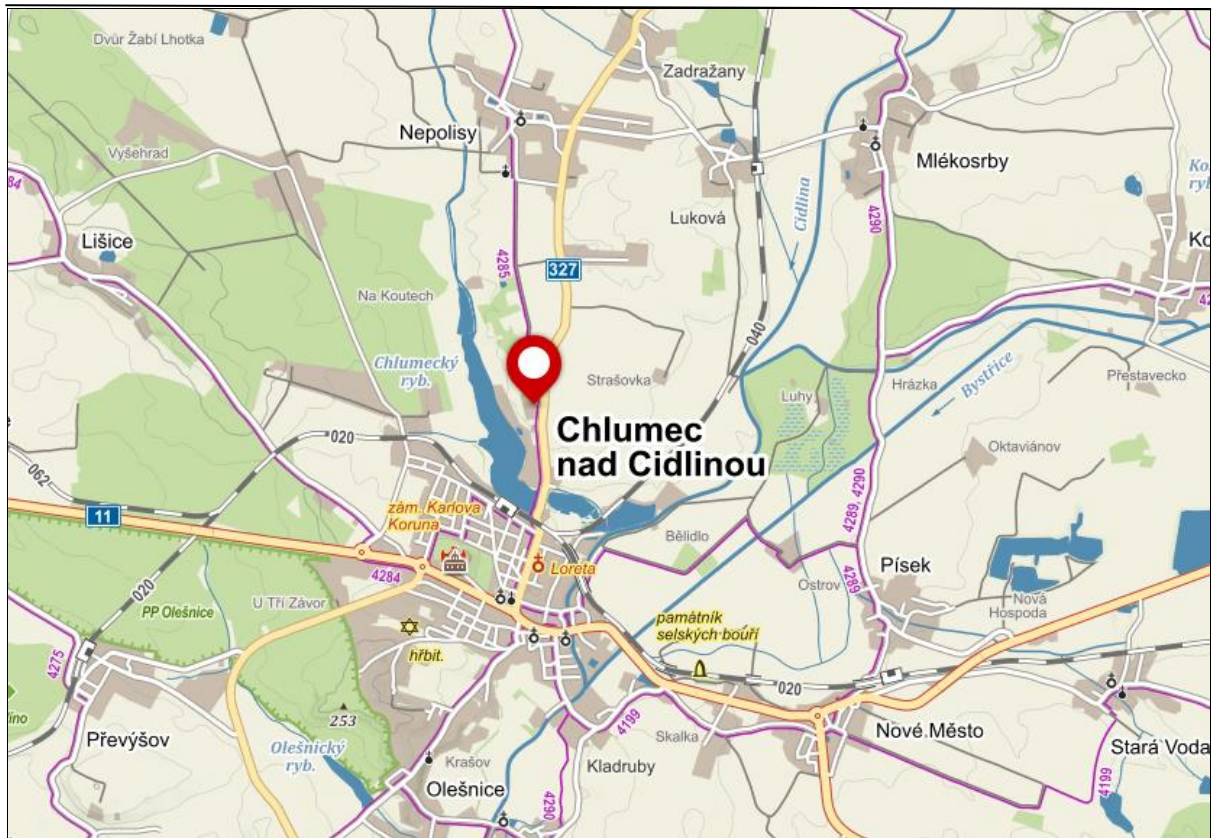 Dvůr Žabí Lhotka
Zadražany
Nepolisy
Vyšehrad
Mlékosrby
84
Lišice
Luková
Cidlina
4290
4285
327
Na Koutech
Chlumecký
ryb.
Strašovka
040
Luhy
Hrázka
Bystřice
Přestavecko
Chlumec
nad Cidlinou
020
062
Oktaviánov
11
zám. Karlova
Koruna
4289, 4290
Bělidlo
Loreta
4284
020
PP Olešnice
U Tří Závor
Ostrov
4289
Písek
Nová
Hospoda
památník
selských bouří
hřbit.
4275
253
020
Převýšov
Olešnický
ryb.
4199
Skalka
Nové Město
Stará Voda
4199
Krašov
Kladruby
Olešnice
4290